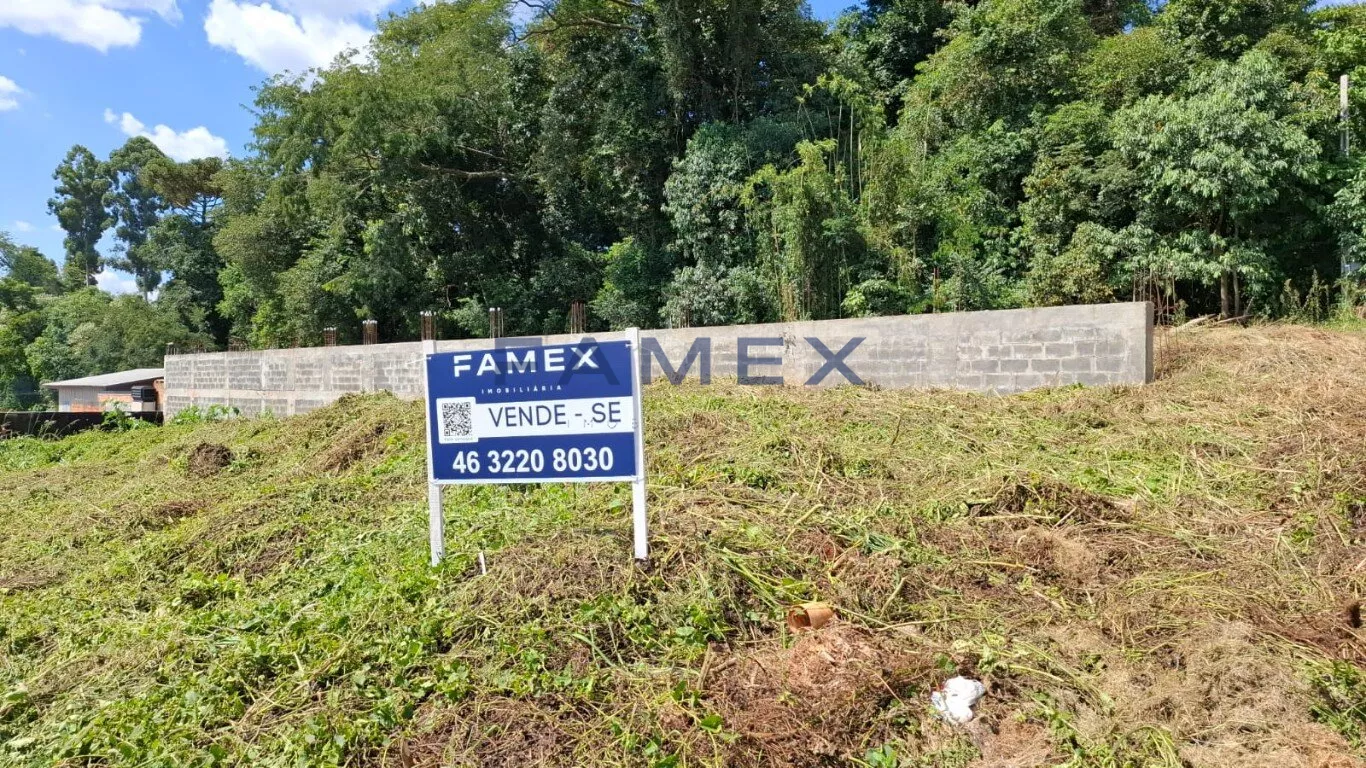 FAMEX
IMOBILIÁRIA
VENDE - SE
46 3220 8030
FAMEX